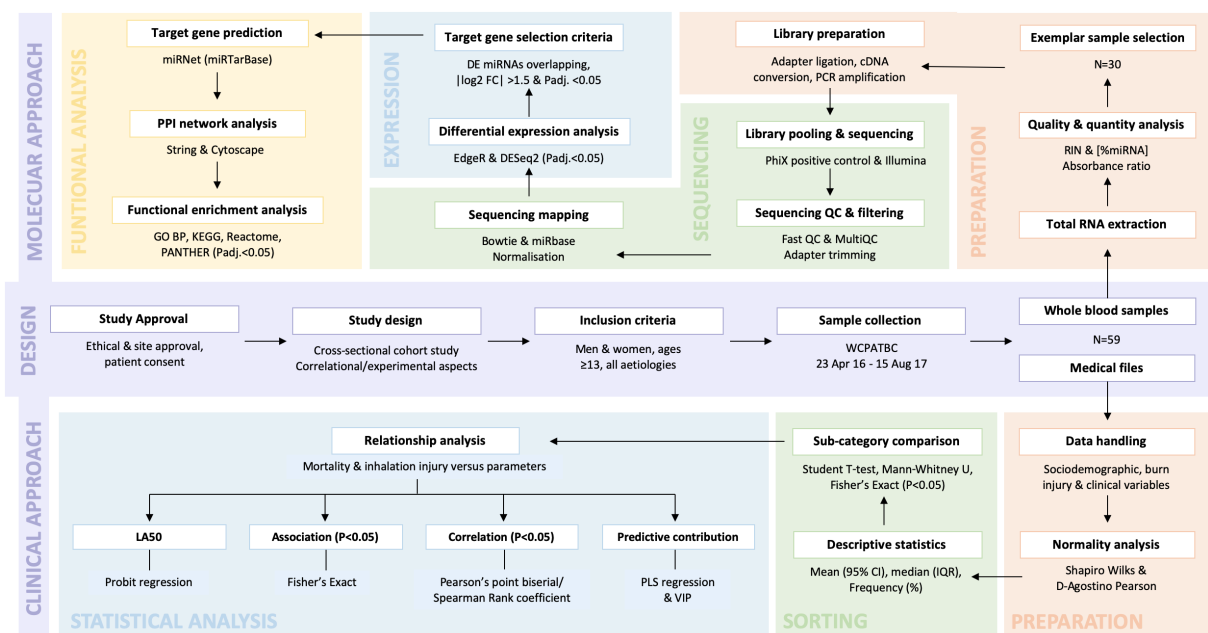 MOLECUAR APPROACH
FUNTIONAL ANALYSIS
Target gene prediction
miRNet (miRTarBase)
PPI network analysis
String & Cytoscape
Functional enrichment analysis
GO BP, KEGG, Reactome,
PANTHER (Padj.<0.05)
EXPRESSION
Target gene selection criteria
DE miRNAs overlapping,
|log2 FC| >1.5 & Padj. <0.05
Differential expression analysis
EdgeR & DESeq2 (Padj.<0.05)
Sequencing mapping
Bowtie & miRbase
Normalisation
SEQUENCING
Library preparation
Adapter ligation, cDNA
conversion, PCR amplification
Library pooling & sequencing
PhiX positive control & Illumina
Sequencing QC & filtering
Fast QC & MultiQC
Adapter trimming
PREPARATION
Exemplar sample selection
N=30
Quality & quantity analysis
RIN & [%miRNA]
Absorbance ratio
Total RNA extraction
DESIGN
Study Approval
Ethical & site approval,
patient consent
Study design
Cross-sectional cohort study
Correlational/experimental aspects
Inclusion criteria
Men & women, ages
≥13, all aetiologies
Sample collection
WCPATBC
23 Apr 16 - 15 Aug 17
Whole blood samples
N=59
Medical files
CLINICAL APPROACH
Relationship analysis
Mortality & inhalation injury versus parameters
LA50
Probit regression
Association (P<0.05)
Fisher's Exact
Correlation (P<0.05)
Pearson's point biserial/
Spearman Rank coefficient
Predictive contribution
PLS regression
& VIP
STATISTICAL ANALYSIS
Sub-category comparison
Student T-test, Mann-Whitney U,
Fisher's Exact (P<0.05)
Descriptive statistics
Mean (95% CI), median (IQR),
Frequency (%)
SORTING
Data handling
Sociodemographic, burn
injury & clinical variables
Normality analysis
Shapiro Wilks &
D-Agostino Pearson
PREPARATION